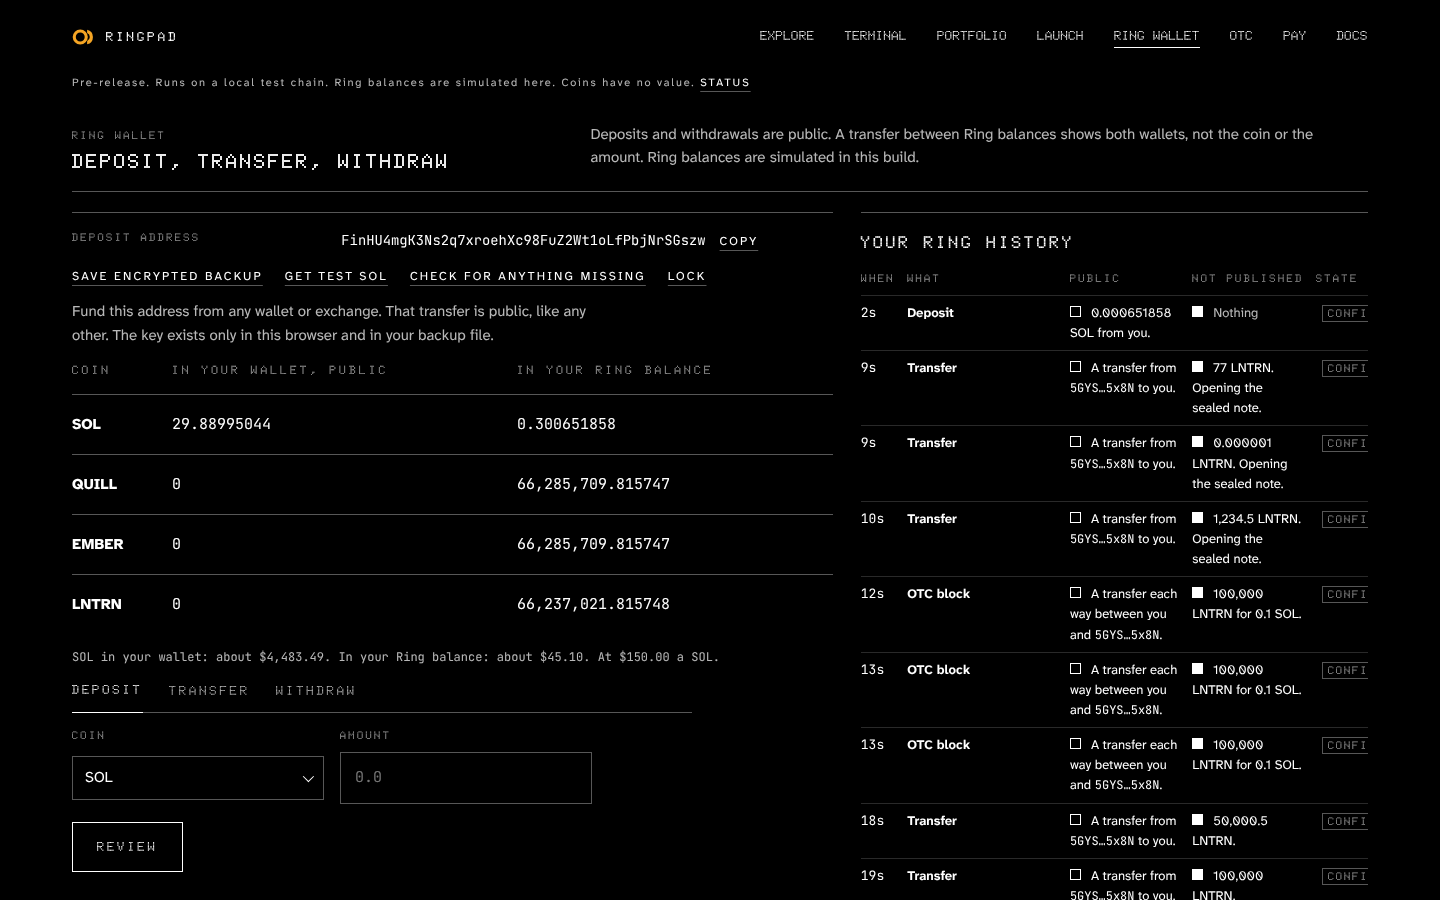 RINGPAD
EXPLORE TERMINAL PORTFOLIO LAUNCH RING WALLET OTC PAY DOCS
Pre-release. Runs on a local test chain. Ring balances are simulated here. Coins have no value. STATUS
RING WALLET
DEPOSIT, TRANSFER, WITHDRAW
Deposits and withdrawals are public. A transfer between Ring balances shows both wallets, not the coin or the
amount. Ring balances are simulated in this build.
DEPOSIT ADDRESS FinHU4mgK3Ns2q7xroehXc98FuZ2Wt1oLfPbjNrSGszw COPY
SAVE ENCRYPTED BACKUP GET TEST SOL CHECK FOR ANYTHING MISSING LOCK
Fund this address from any wallet or exchange. That transfer is public, like any
other. The key exists only in this browser and in your backup file.
COIN IN YOUR WALLET, PUBLIC IN YOUR RING BALANCE
SOL 29.88995044 0.300651858
QUILL 0 66,285,709.815747
EMBER 0 66,285,709.815747
LNTRN 0 66,237,021.815748
SOL in your wallet: about $4,483.49. In your Ring balance: about $45.10. At $150.00 a SOL.
DEPOSIT TRANSFER WITHDRAW
COIN AMOUNT
SOL 0.0
REVIEW
YOUR RING HISTORY
WHEN WHAT PUBLIC NOT PUBLISHED STATE
2s Deposit 0.000651858 Nothing CONFI
SOL from you.
9s Transfer A transfer from 77 LNTRN. CONFI
5GYS…5x8N to you. Opening the
sealed note.
9s Transfer A transfer from 0.000001 CONFI
5GYS…5x8N to you. LNTRN. Opening
the sealed note.
10s Transfer A transfer from 1,234.5 LNTRN. CONFI
5GYS…5x8N to you. Opening the
sealed note.
12s OTC block A transfer each 100,000 CONFI
way between you LNTRN for 0.1 SOL.
and 5GYS…5x8N.
13s OTC block A transfer each 100,000 CONFI
way between you LNTRN for 0.1 SOL.
and 5GYS…5x8N.
13s OTC block A transfer each 100,000 CONFI
way between you LNTRN for 0.1 SOL.
and 5GYS…5x8N.
18s Transfer A transfer from 50,000.5 CONFI
5GYS…5x8N to you. LNTRN.
19s Transfer A transfer from 100,000 CONFI
5GYS…5x8N to you. LNTRN.